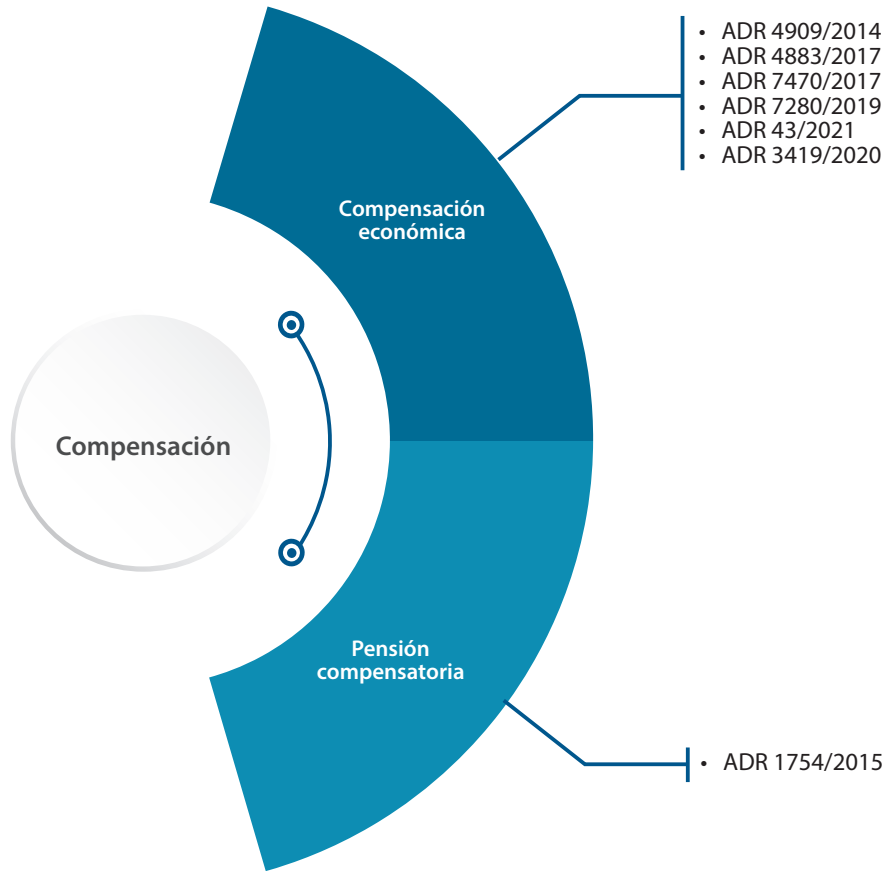 • ADR 4909/2014
• ADR 4883/2017
• ADR 7470/2017
• ADR 7280/2019
• ADR 43/2021
• ADR 3419/2020
Compensación
económica
Compensación
Pensión
compensatoria
• ADR 1754/2015